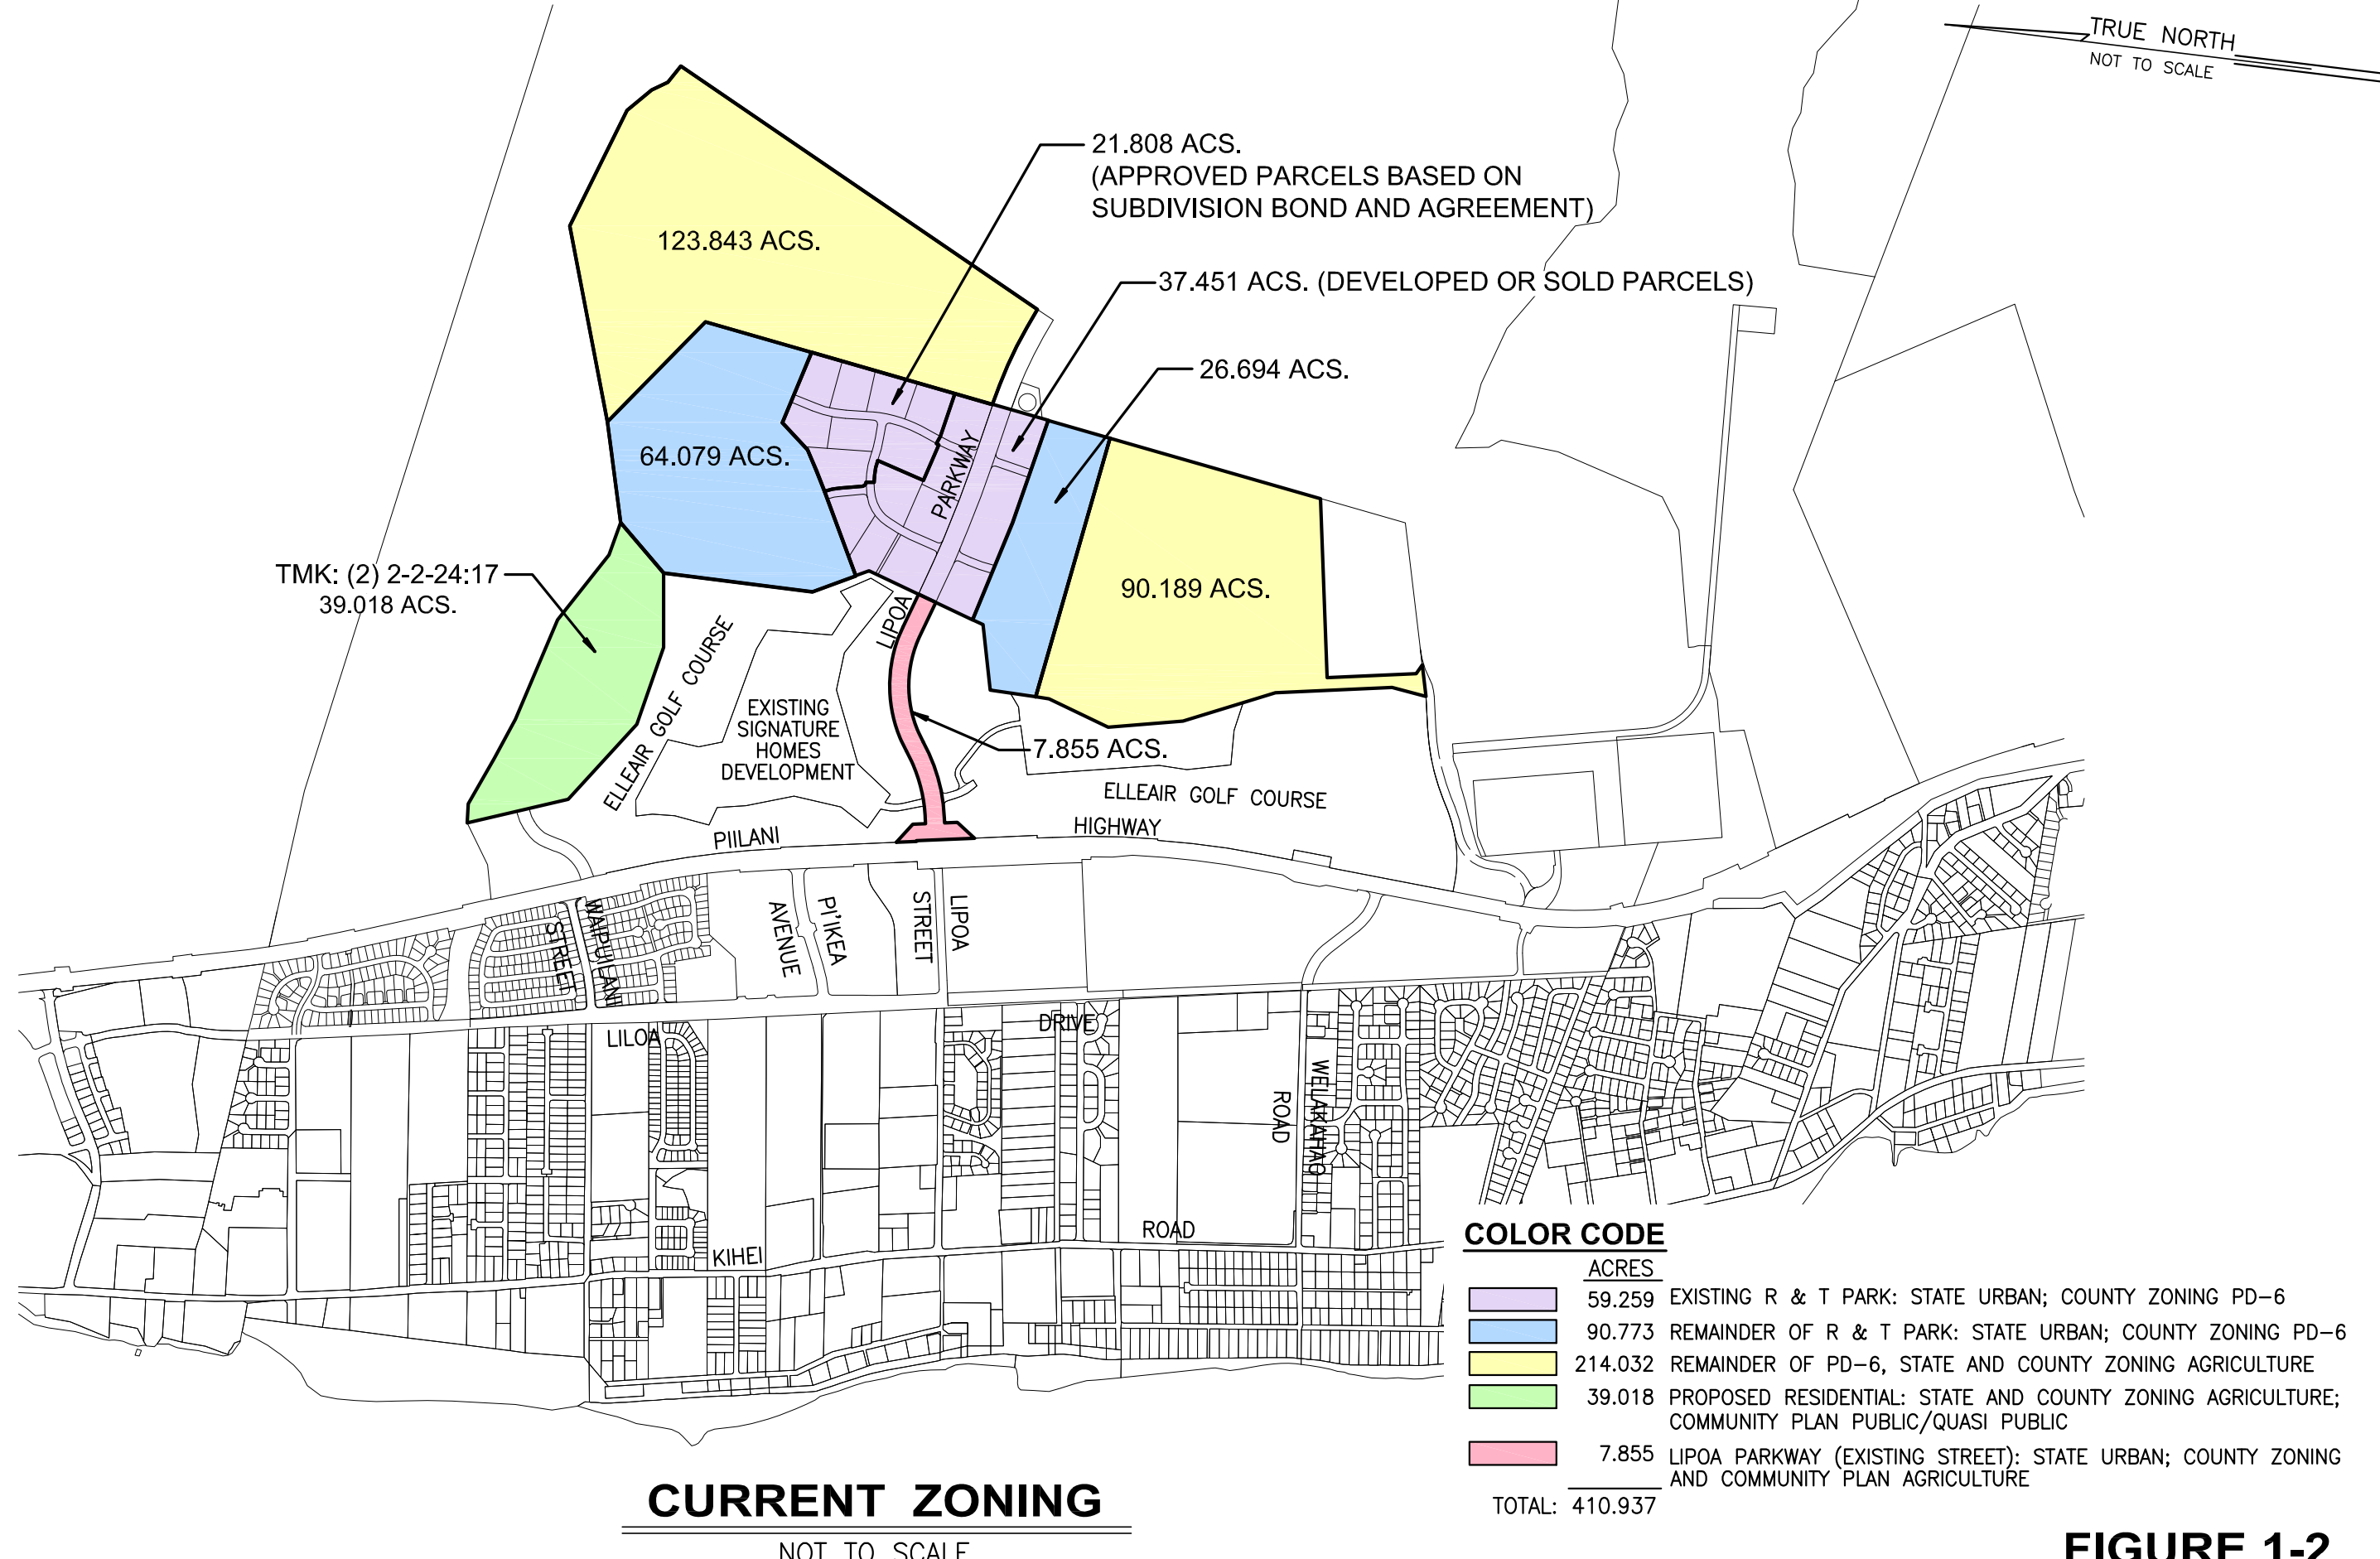 TRUE NORTH
NOT TO SCALE
21.808 ACS.
(APPROVED PARCELS BASED ON
SUBDIVISION BOND AND AGREEMENT)
123.843 ACS.
37.451 ACS. (DEVELOPED OR SOLD PARCELS)
26.694 ACS.
64.079 ACS.
PARKWAY
LIPOA
TMK: (2) 2-2-24:17
39.018 ACS.
90.189 ACS.
ELLEAIR GOLF COURSE
EXISTING
SIGNATURE
HOMES
DEVELOPMENT
7.855 ACS.
ELLEAIR GOLF COURSE
PIILANI
HIGHWAY
WAIPUILANI
STREET
PI'IKEA
AVENUE
LIPOA
STREET
LILOA
DRIVE
WELAKAHAO
ROAD
KIHEI
ROAD
COLOR CODE
ACRES
59.259 EXISTING R & T PARK: STATE URBAN; COUNTY ZONING PD-6
90.773 REMAINDER OF R & T PARK: STATE URBAN; COUNTY ZONING PD-6
214.032 REMAINDER OF PD-6, STATE AND COUNTY ZONING AGRICULTURE
39.018 PROPOSED RESIDENTIAL: STATE AND COUNTY ZONING AGRICULTURE;
COMMUNITY PLAN PUBLIC/QUASI PUBLIC
7.855 LIPOA PARKWAY (EXISTING STREET): STATE URBAN; COUNTY ZONING
AND COMMUNITY PLAN AGRICULTURE
TOTAL: 410.937
CURRENT ZONING
NOT TO SCALE
FIGURE 1-2